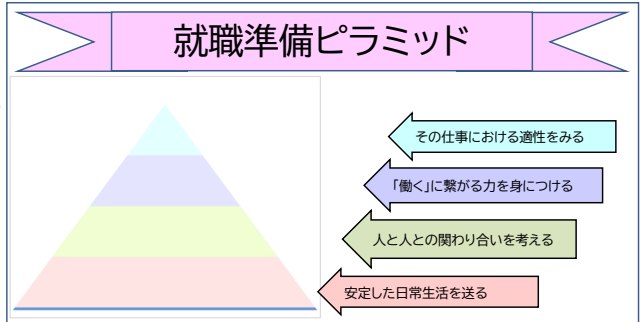 就職準備ピラミッド
その仕事における適性をみる
「働く」に繋がる力を身につける
人と人との関わり合いを考える
安定した日常生活を送る